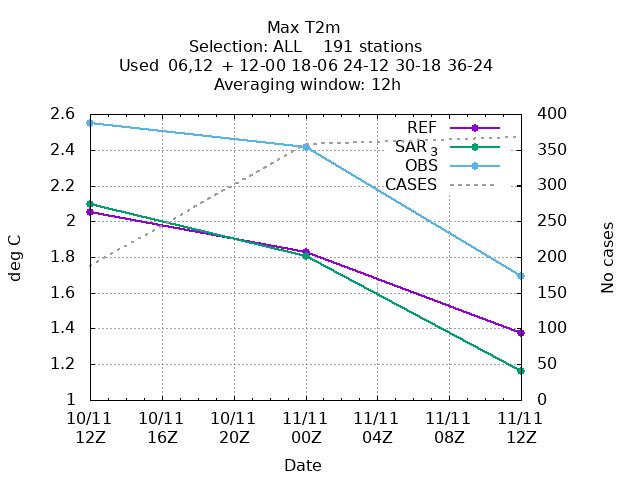 Max T2m
Selection: ALL    191 stations
Used  06,12  + 12-00 18-06 24-12 30-18 36-24
Averaging window: 12h
2.6
2.4
2.2
2
1.8
1.6
1.4
1.2
1
deg C
400
350
300
250
200
150
100
50
0
No cases
REF
SAR 3
OBS
CASES
10/11 10/11 10/11 11/11 11/11 11/11 11/11
12Z 16Z 20Z 00Z 04Z 08Z 12Z
Date